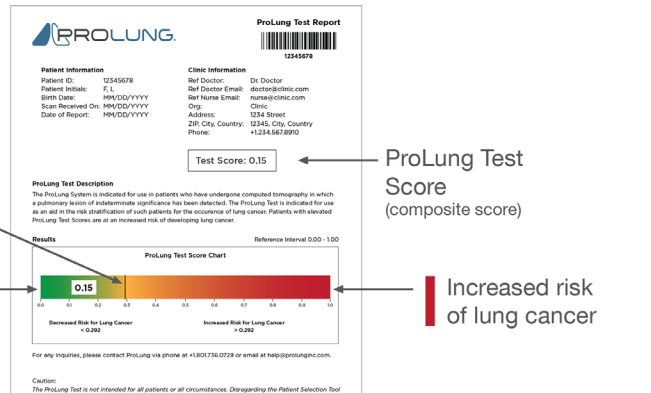 PROLUNG.
ProLung Test Report
12345678
Patient Information
Patient ID: 12345678
Patient Initials: F, L
Birth Date: MM/DD/YYYY
Scan Received On: MM/DD/YYYY
Date of Report: MM/DD/YYYY
Clinic Information
Ref Doctor: Dr. Doctor
Ref Doctor Email: doctor@clinic.com
Ref Nurse Email: nurse@clinic.com
Org: Clinic
Address: 1234 Street
ZIP, City, Country: 12345, City, Country
Phone: +1.234.567.8910
Test Score: 0.15
ProLung Test
Score
(composite score)
ProLung Test Description
The ProLung System is indicated for use in patients who have undergone computed tomography in which
a pulmonary lesion of indeterminate significance has been detected. The ProLung Test is indicated for use
as an aid in the risk stratification of such patients for the occurence of lung cancer. Patients with elevated
ProLung Test Scores are at an increased risk of developing lung cancer.
Results Reference Interval 0.00 - 1.00
ProLung Test Score Chart
0.15
0.0 0.1 0.2 0.3 0.4 0.5 0.6 0.7 0.8 0.9 1.0
Decreased Risk for Lung Cancer
< 0.292
Increased Risk for Lung Cancer
> 0.292
Increased risk
of lung cancer
For any inquiries, please contact ProLung via phone at +1.801.736.0729 or email at help@prolunginc.com.
Caution:
The ProLung Test is not intended for all patients or all circumstances. Disregarding the Patient Selection Tool